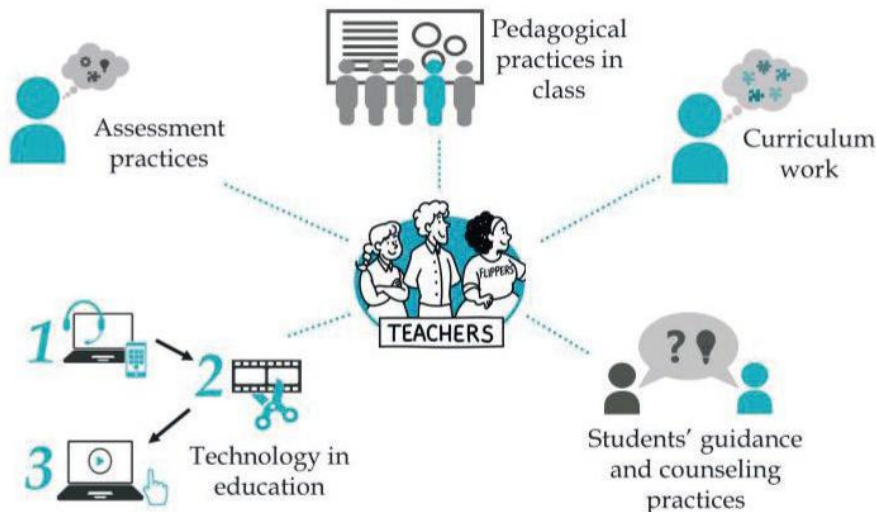 Pedagogical
practices in
class
Assessment
practices
Curriculum
work
FLIPPERS
TEACHERS
1
2
3
Technology in
education
?
Students' guidance
and counseling
practices